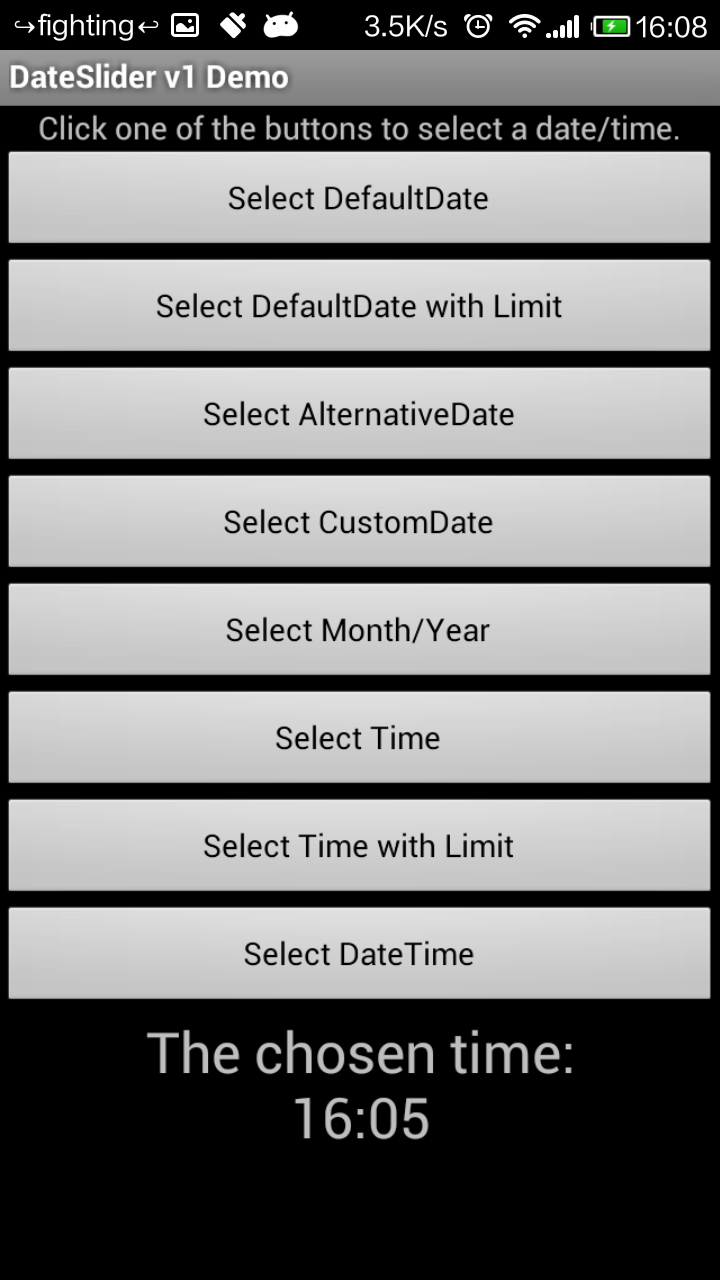 ↪fighting↩ 3.5K/s 16:08
DateSlider v1 Demo
Click one of the buttons to select a date/time.
Select DefaultDate
Select DefaultDate with Limit
Select AlternativeDate
Select CustomDate
Select Month/Year
Select Time
Select Time with Limit
Select DateTime
The chosen time:
16:05